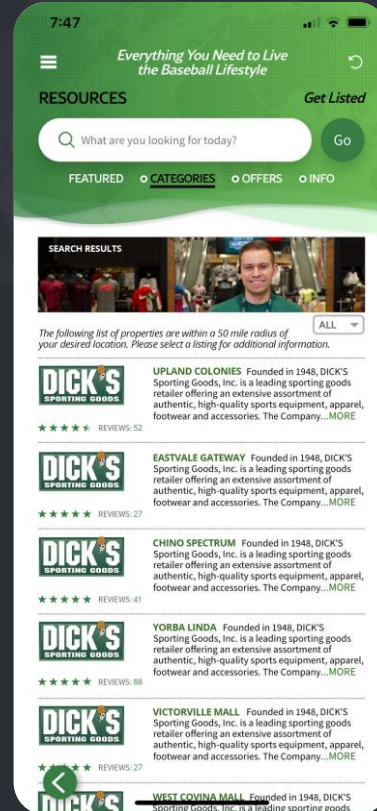 7:47
Everything You Need to Live
the Baseball Lifestyle
RESOURCES
Get Listed
What are you looking for today?
Go
FEATURED
CATEGORIES
OFFERS
INFO
SEARCH RESULTS
The following list of properties are within a 50 mile radius of
your desired location. Please select a listing for additional information.
ALL
DICK'S
SPORTING GOODS
REVIEWS: 52
UPLAND COLONIES Founded in 1948, DICK'S
Sporting Goods, Inc. is a leading sporting goods
retailer offering an extensive assortment of
authentic, high-quality sports equipment, apparel,
footwear and accessories. The Company...MORE
DICK'S
SPORTING GOODS
REVIEWS: 27
EASTVALE GATEWAY Founded in 1948, DICK'S
Sporting Goods, Inc. is a leading sporting goods
retailer offering an extensive assortment of
authentic, high-quality sports equipment, apparel,
footwear and accessories. The Company...MORE
DICK'S
SPORTING GOODS
REVIEWS: 41
CHINO SPECTRUM Founded in 1948, DICK'S
Sporting Goods, Inc. is a leading sporting goods
retailer offering an extensive assortment of
authentic, high-quality sports equipment, apparel,
footwear and accessories. The Company...MORE
DICK'S
SPORTING GOODS
REVIEWS: 88
YORBA LINDA Founded in 1948, DICK'S
Sporting Goods, Inc. is a leading sporting goods
retailer offering an extensive assortment of
authentic, high-quality sports equipment, apparel,
footwear and accessories. The Company...MORE
DICK'S
SPORTING GOODS
REVIEWS: 27
VICTORVILLE MALL Founded in 1948, DICK'S
Sporting Goods, Inc. is a leading sporting goods
retailer offering an extensive assortment of
authentic, high-quality sports equipment, apparel,
footwear and accessories. The Company...MORE
DICK'S
WEST COVINA MALL Founded in 1948, DICK'S
Sporting Goods, Inc. is a leading sporting goods